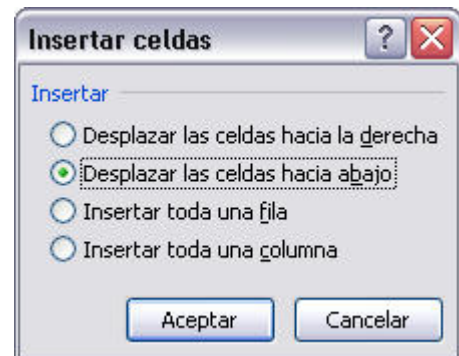 Insertar celdas
Insertar
Desplazar las celdas hacia la derecha
Desplazar las celdas hacia abajo
Insertar toda una fila
Insertar toda una columna
Aceptar Cancelar